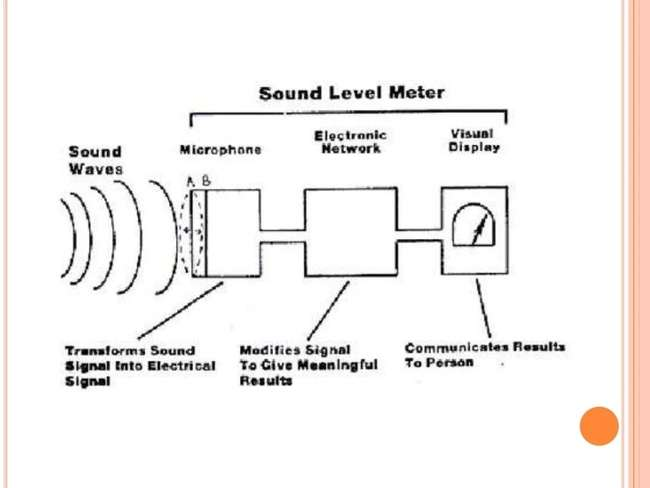 Sound Level Meter
Sound
Waves
Microphone
Electronic
Network
Visual
Display
A B
Transforms Sound
Signal Into Electrical
Signal
Modifies Signal
To Give Meaningful
Results
Communicates Results
To Person